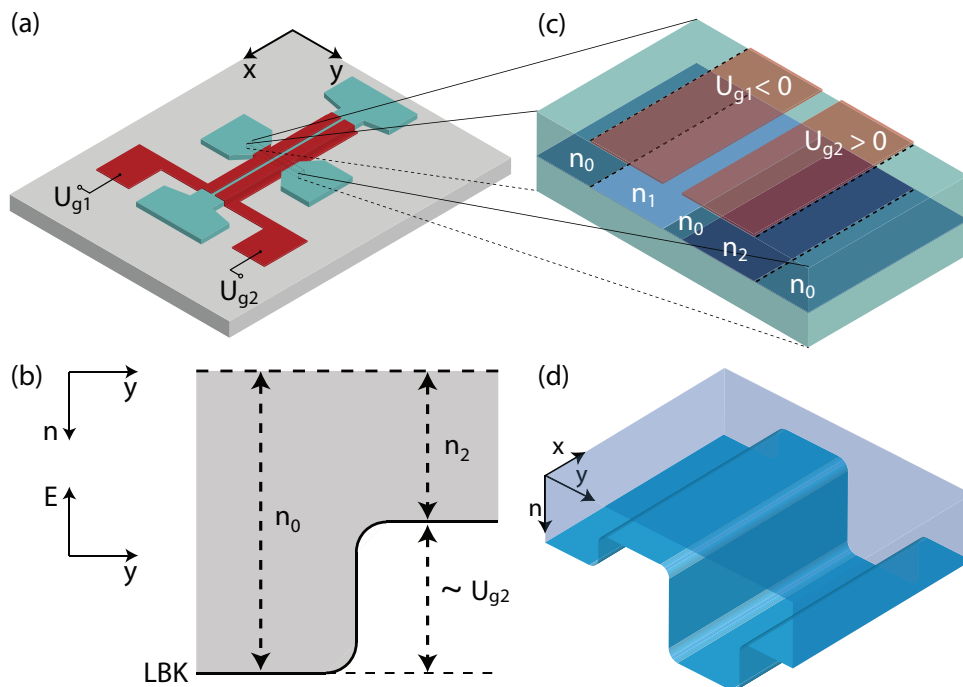 (a)
x
y
U_g1
U_g2
(c)
U_g1 < 0
U_g2 > 0
n_0
n_1
n_0
n_2
n_0
(b)
y
n
E
y
n_0
n_2
~ U_g2
LBK
(d)
x
y
n